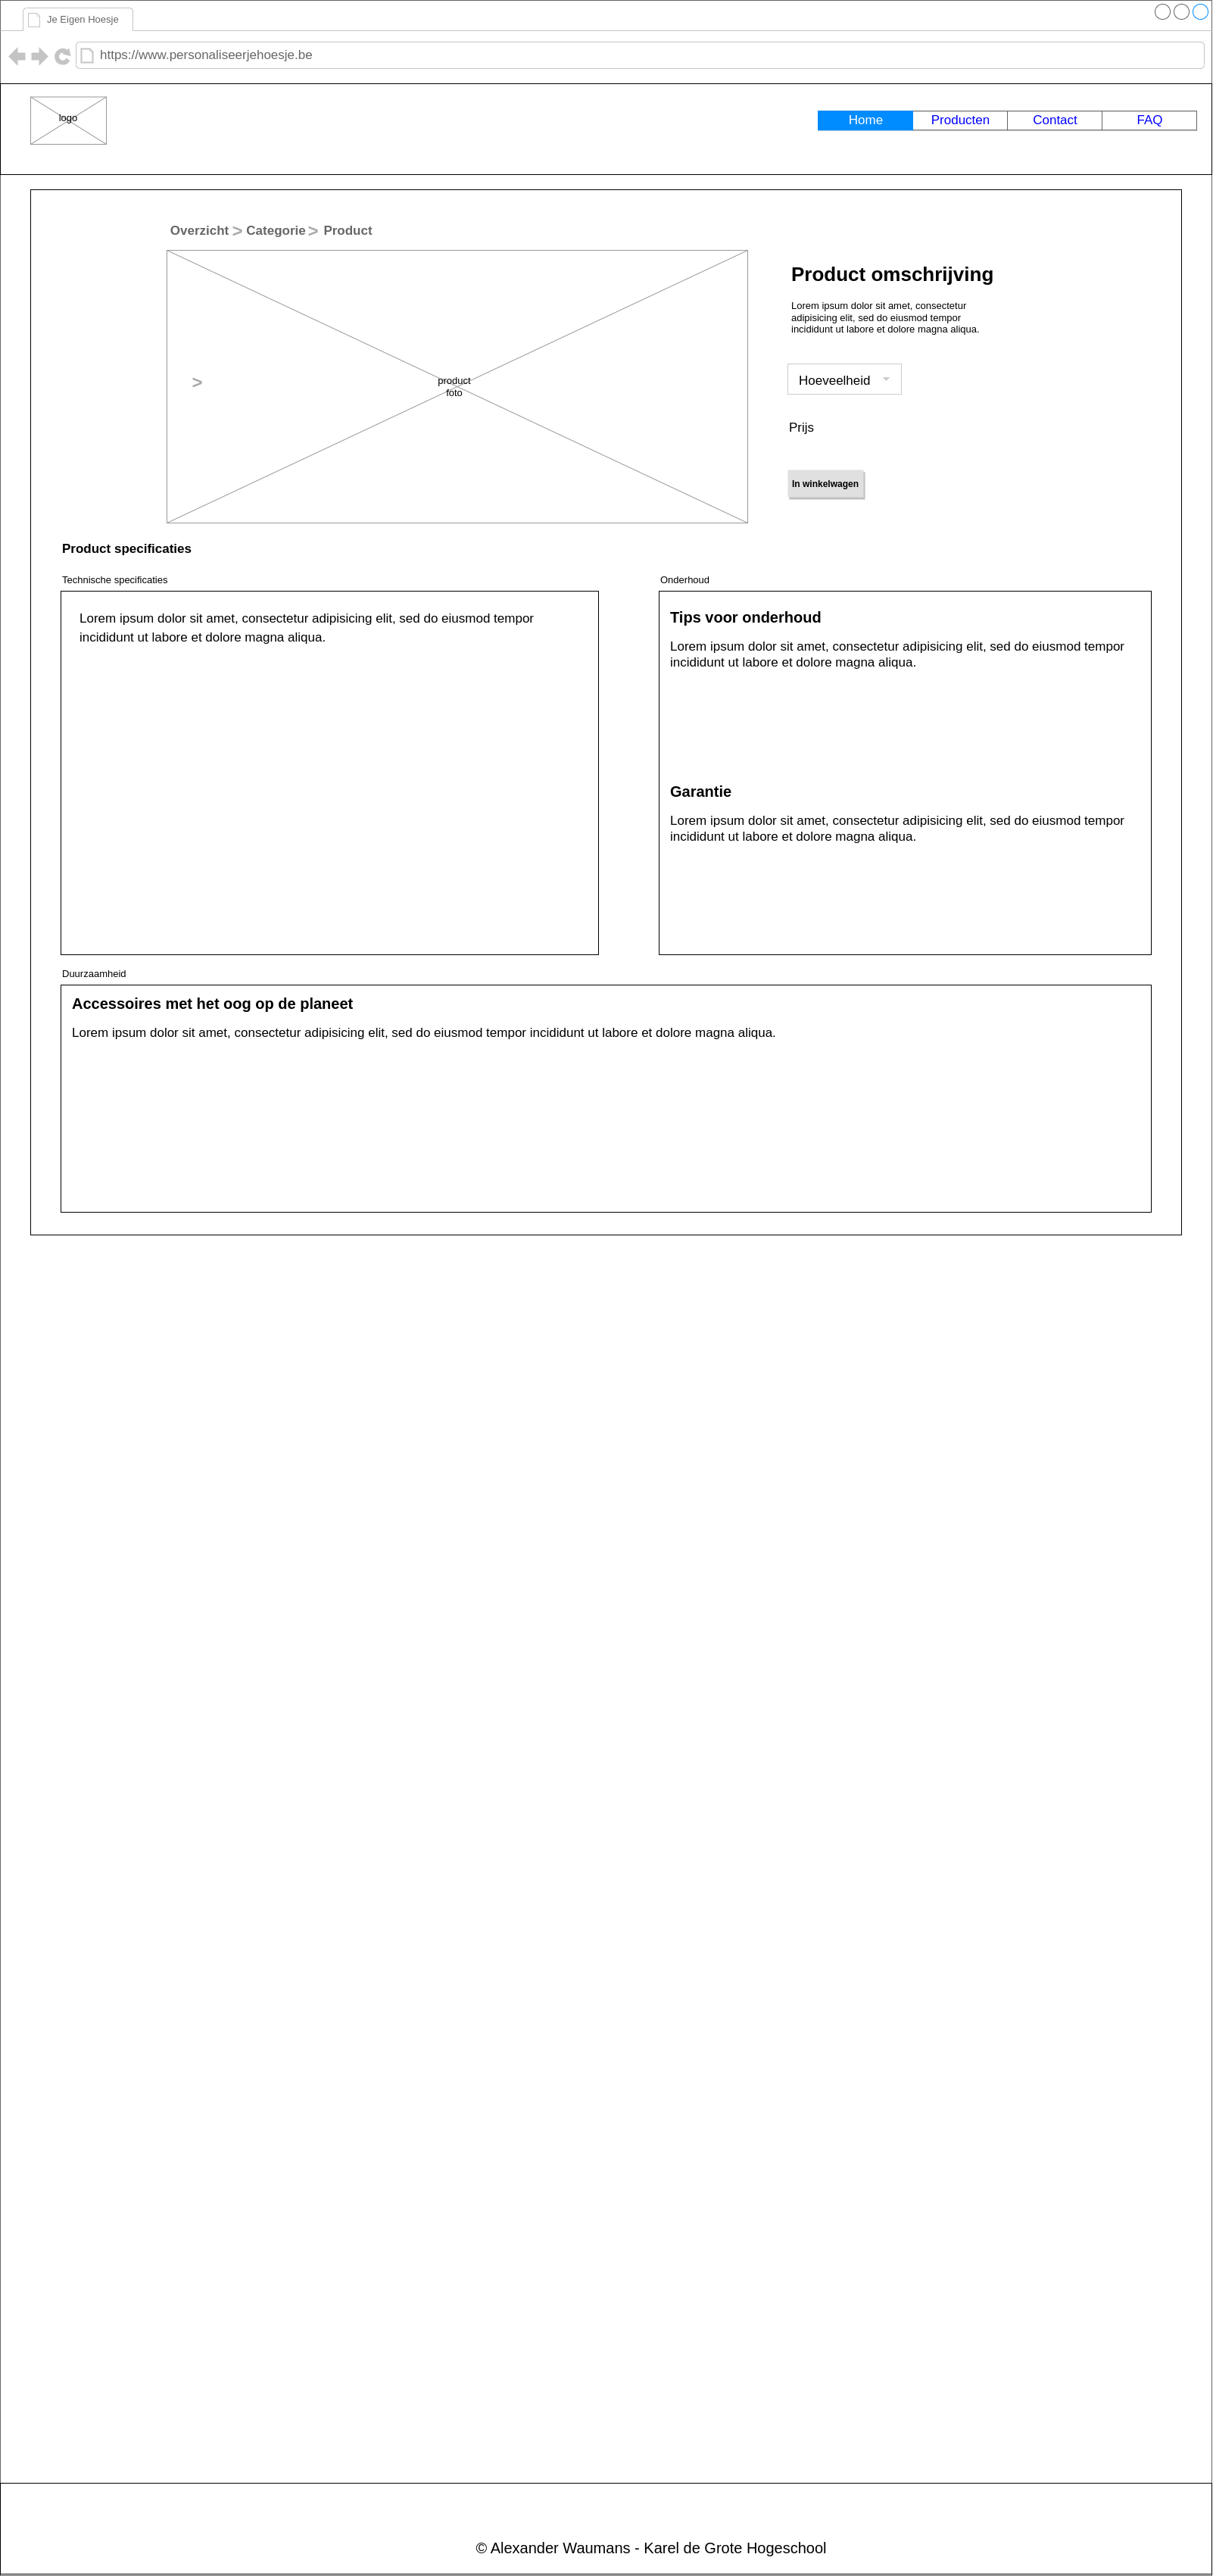 Je Eigen Hoesje
https://www.personaliseerjehoesje.be
logo
Home Producten Contact FAQ
Overzicht > Categorie > Product
Product omschrijving
Lorem ipsum dolor sit amet, consectetur
adipisicing elit, sed do eiusmod tempor
incididunt ut labore et dolore magna aliqua.
>
product
foto
Hoeveelheid
Prijs
In winkelwagen
Product specificaties
Technische specificaties
Lorem ipsum dolor sit amet, consectetur adipisicing elit, sed do eiusmod tempor
incididunt ut labore et dolore magna aliqua.
Onderhoud
Tips voor onderhoud
Lorem ipsum dolor sit amet, consectetur adipisicing elit, sed do eiusmod tempor
incididunt ut labore et dolore magna aliqua.
Garantie
Lorem ipsum dolor sit amet, consectetur adipisicing elit, sed do eiusmod tempor
incididunt ut labore et dolore magna aliqua.
Duurzaamheid
Accessoires met het oog op de planeet
Lorem ipsum dolor sit amet, consectetur adipisicing elit, sed do eiusmod tempor incididunt ut labore et dolore magna aliqua.
© Alexander Waumans - Karel de Grote Hogeschool